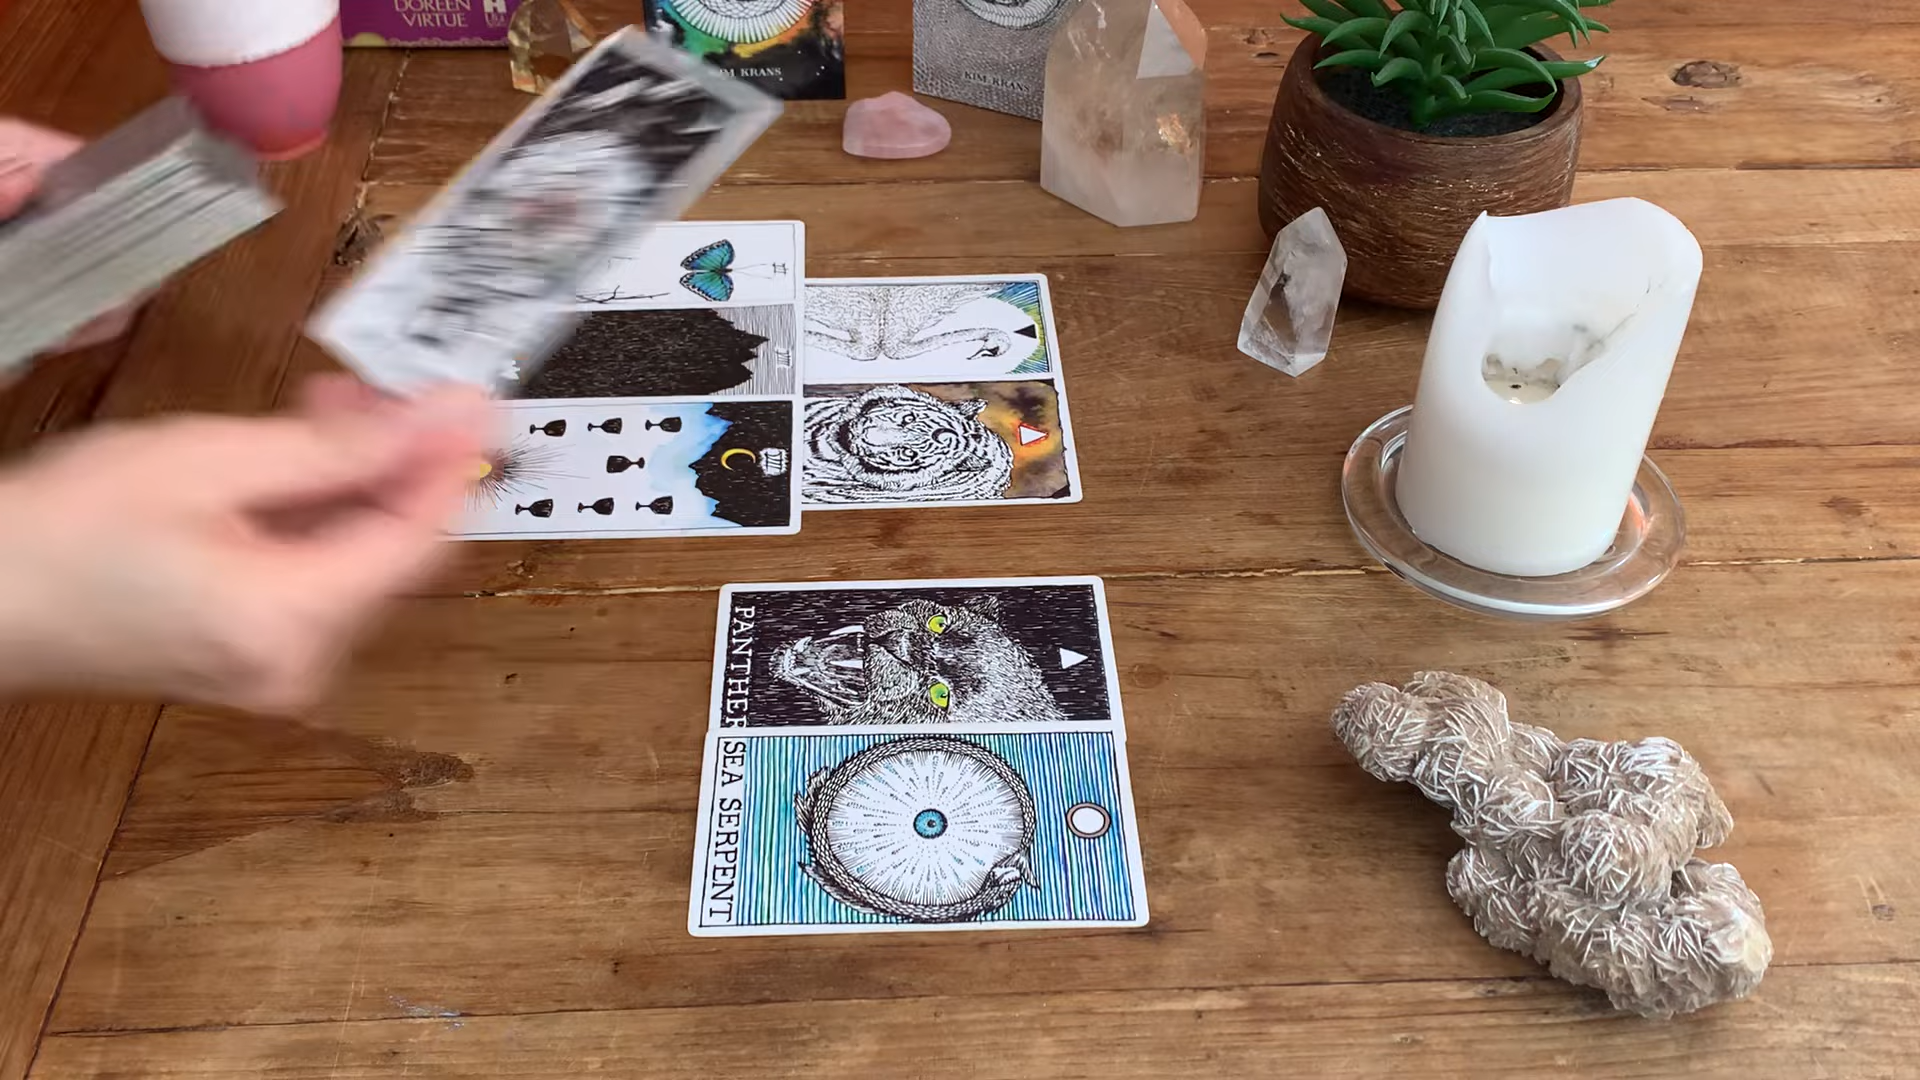 DOREEN
VIRTUE
KIM KRANS
KIM KRANS
PANTHER
SEA SERPENT